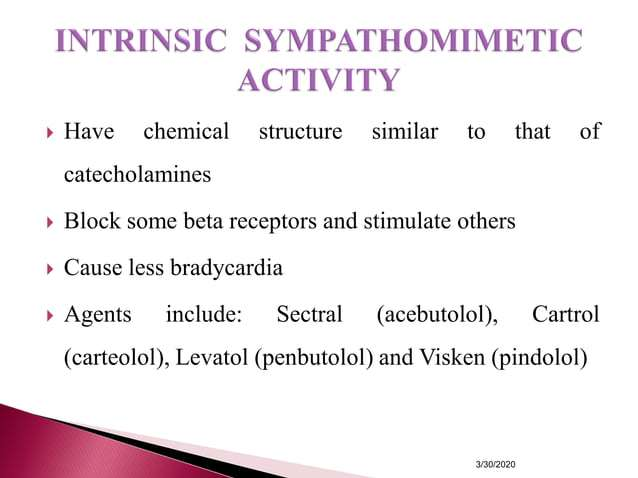 INTRINSIC SYMPATHOMIMETIC
ACTIVITY
Have chemical structure similar to that of
catecholamines
Block some beta receptors and stimulate others
Cause less bradycardia
Agents include: Sectral (acebutolol), Cartrol
(carteolol), Levatol (penbutolol) and Visken (pindolol)
3/30/2020